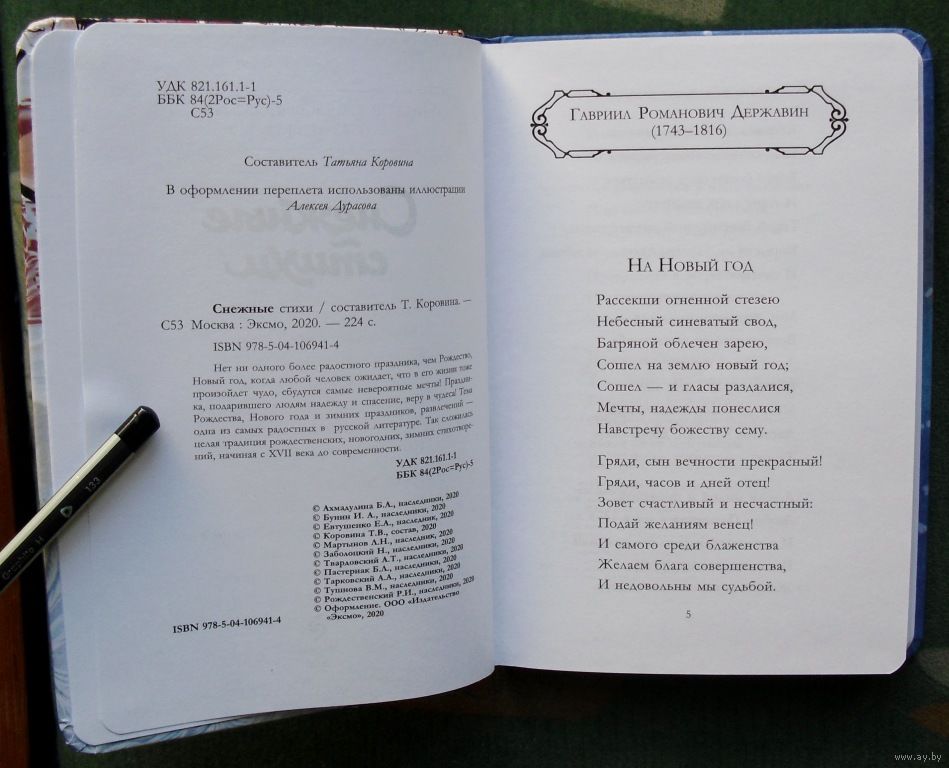 УДК 821.161.1-1
ББК 84(2Рос=Рус)-5
С53
Составитель Татьяна Коровина
В оформлении переплета использованы иллюстрации
Алексея Дурасова
Снежные стихи
Снежные стихи / составитель Т. Коровина. —
С53 Москва : Эксмо, 2020. — 224 с.
ISBN 978-5-04-106941-4
Нет ни одного более радостного праздника, чем Рождество,
Новый год, когда любой человек ожидает, что в его жизни тоже
произойдет чудо, сбудутся самые невероятные мечты! Праздни-
ка, подарившего людям надежду и спасение, веру в чудеса! Тема
Рождества, Нового года и зимних праздников, развлечений —
одна из самых радостных в русской литературе. Так сложилась
целая традиция рождественских, новогодних, зимних стихотворе-
ний, начиная с XVII века до современности.
УДК 821.161.1-1
ББК 84(2Рос=Рус)-5
© Ахмадулина Б.А., наследники, 2020
© Бунин И. А., наследники, 2020
© Евтушенко Е.А., наследник, 2020
© Коровина Т.В., состав, 2020
© Мартынов Л.Н., наследник, 2020
© Заболоцкий Н., наследники, 2020
© Твардовский А.Т., наследники, 2020
© Пастернак Б.Л., наследники, 2020
© Тарковский А.А., наследники, 2020
© Тушнова В.М., наследники, 2020
© Рождественский Р.И., наследники, 2020
© Оформление. ООО «Издательство
«Эксмо», 2020
ISBN 978-5-04-106941-4
Гавриил Романович Державин
(1743–1816)
На Новый год
Рассекши огненной стезею
Небесный синеватый свод,
Багряной облечен зарею,
Сошел на землю новый год;
Сошел — и гласы раздалися,
Мечты, надежды понеслися
Навстречу божеству сему.
Гряди, сын вечности прекрасный!
Гряди, часов и дней отец!
Зовет счастливый и несчастный:
Подай желаниям венец!
И самого среди блаженства
Желаем блага совершенства,
И недовольны мы судьбой.
5
133
www.ay.by